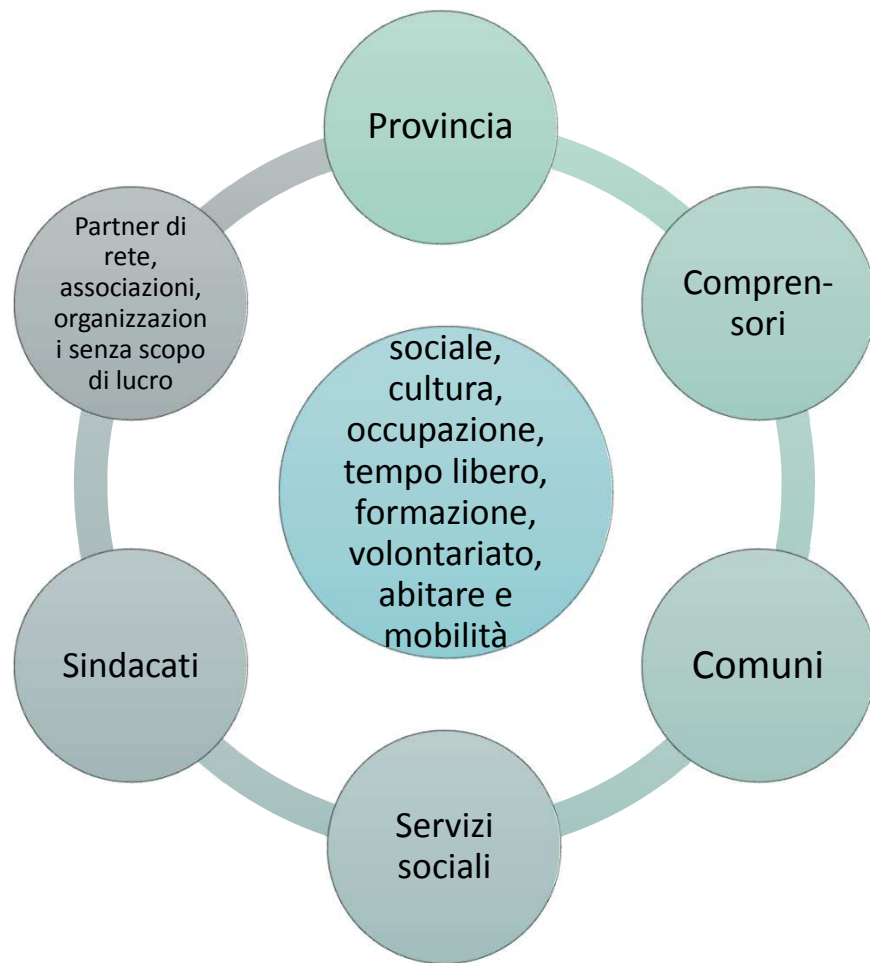 Provincia
Partner di
rete,
associazioni,
organizzazion
i senza scopo
di lucro
Compren-
sori
sociale,
cultura,
occupazione,
tempo libero,
formazione,
volontariato,
abitare e
mobilità
Sindacati
Comuni
Servizi
sociali